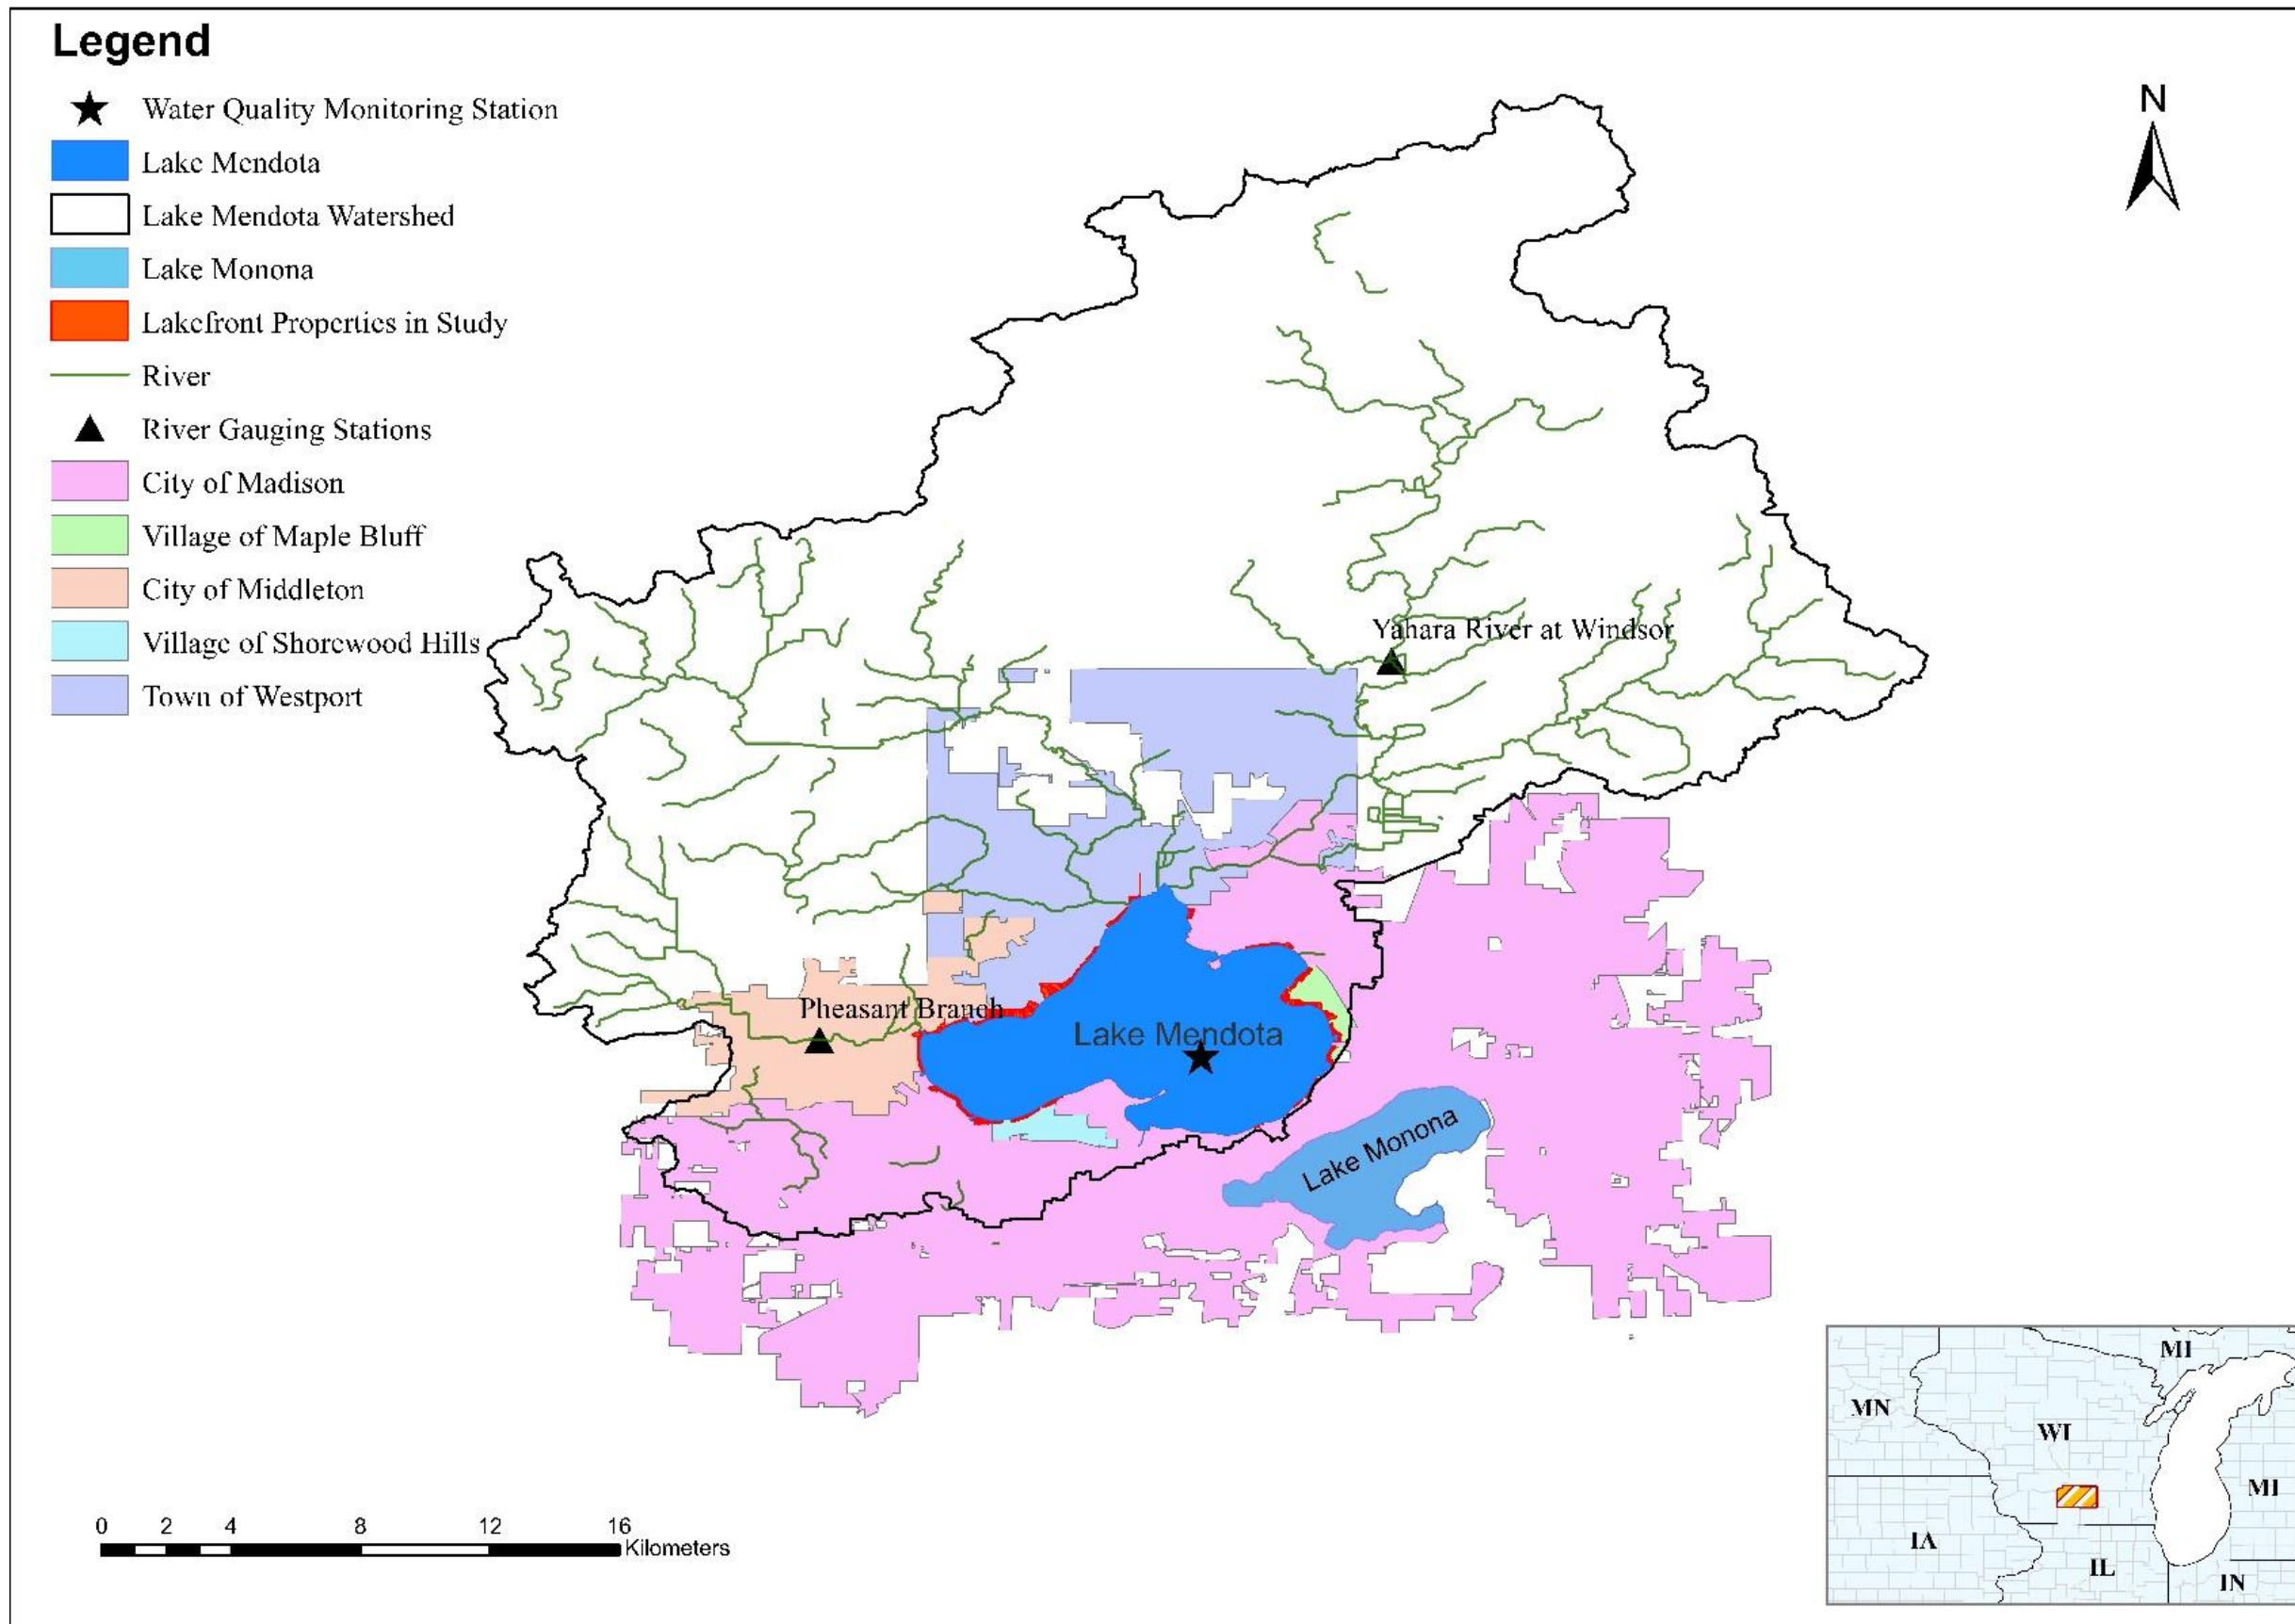 Legend
Water Quality Monitoring Station
Lake Mendota
Lake Mendota Watershed
Lake Monona
Lakefront Properties in Study
River
River Gauging Stations
City of Madison
Village of Maple Bluff
City of Middleton
Village of Shorewood Hills
Town of Westport
N
Yahara River at Windsor
Pheasant Branch
Lake Mendota
Lake Monona
0 2 4 8 12 16
Kilometers
MI
MN
WI
MI
IA
IL
IN